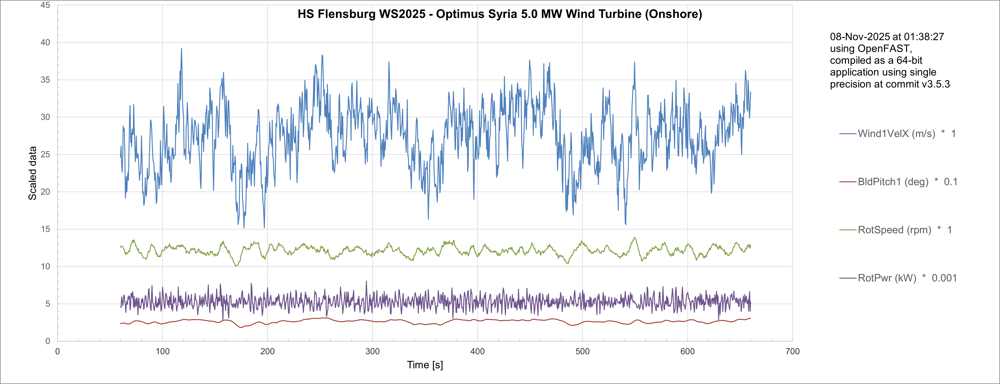 HS Flensburg WS2025 - Optimus Syria 5.0 MW Wind Turbine (Onshore)
08-Nov-2025 at 01:38:27
using OpenFAST,
compiled as a 64-bit
application using single
precision at commit v3.5.3
Wind1VelX (m/s) * 1
BldPitch1 (deg) * 0.1
RotSpeed (rpm) * 1
RotPwr (kW) * 0.001
Scaled data
45
40
35
30
25
20
15
10
5
0
0 100 200 300 400 500 600 700
Time [s]